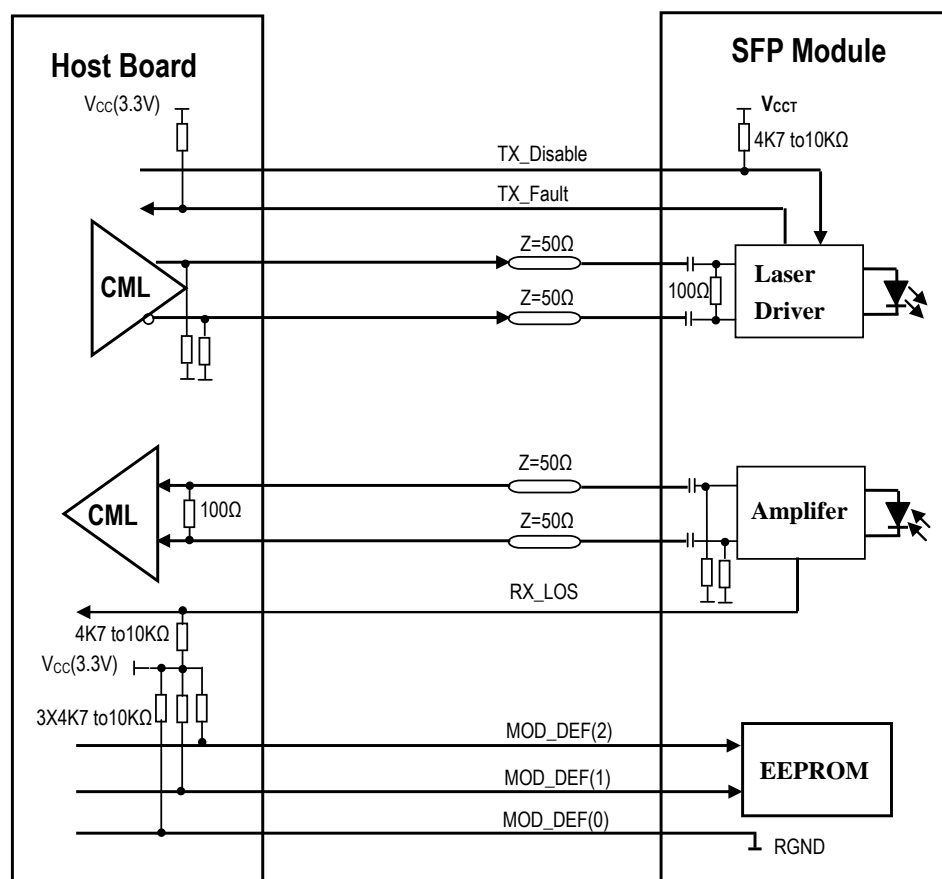 Host Board
SFP Module
VCC(3.3V)
VCCT
4K7 to10KΩ
TX_Disable
TX_Fault
Z=50Ω
CML
Laser
Driver
100Ω
Z=50Ω
Z=50Ω
CML
100Ω
Amplifer
Z=50Ω
RX_LOS
4K7 to10KΩ
VCC(3.3V)
3X4K7 to10KΩ
MOD_DEF(2)
EEPROM
MOD_DEF(1)
MOD_DEF(0)
RGND